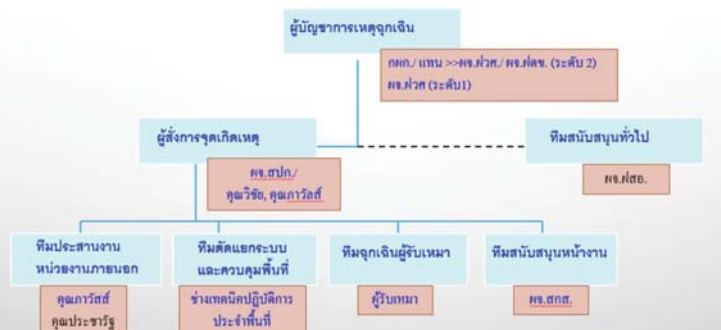 ผู้บัญชาการเหตุฉุกเฉิน
กผก./ แทน >>ผจ.ฝวศ./ ผจ.ฝตข. (ระดับ 2)
ผจ.ฝวศ (ระดับ1)
ผู้สั่งการจุดเกิดเหตุ
ทีมสนับสนุนทั่วไป
ผจ.สปก./
คุณวิชัย, คุณภาวัลส์
ผจ.ฝสอ.
ทีมประสานงาน
หน่วยงานภายนอก
ทีมตัดแยกระบบ
และควบคุมพื้นที่
ทีมฉุกเฉินผู้รับเหมา
ทีมสนับสนุนหน้างาน
คุณภาวัสส์
คุณประชารัฐ
ช่างเทคนิคปฏิบัติการ
ประจำพื้นที่
ผู้รับเหมา
ผจ.สกส.